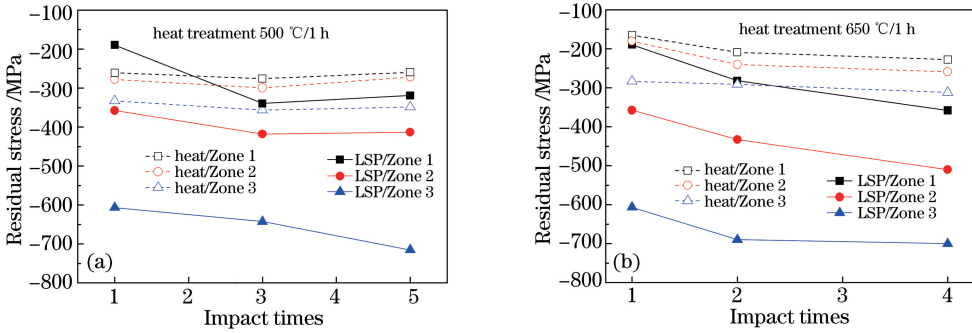 −100
−200
−300
−400
−500
−600
−700
−800
Residual stress /MPa
heat treatment 500 ℃/1 h
heat/Zone 1
heat/Zone 2
heat/Zone 3
LSP/Zone 1
LSP/Zone 2
LSP/Zone 3
(a)
1 2 3 4 5
Impact times
−100
−200
−300
−400
−500
−600
−700
−800
Residual stress /MPa
heat treatment 650 ℃/1 h
heat/Zone 1
heat/Zone 2
heat/Zone 3
LSP/Zone 1
LSP/Zone 2
LSP/Zone 3
(b)
1 2 3 4
Impact times